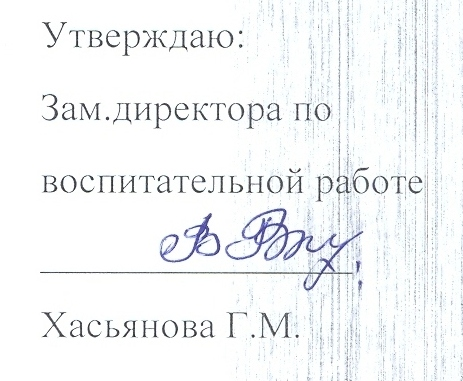 Утверждаю:
Зам.директора по
воспитательной работе
Хасьянова Г.М.